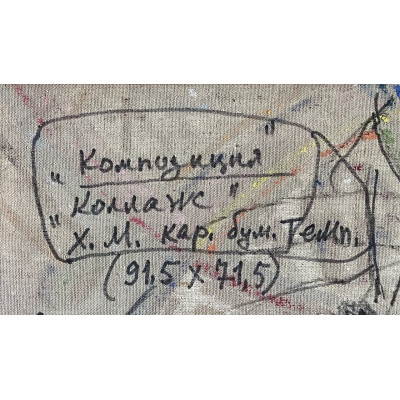 „Композиция"
„Коллаж"
Х. М. кар. бум. Темп.
(91,5 х 71,5)